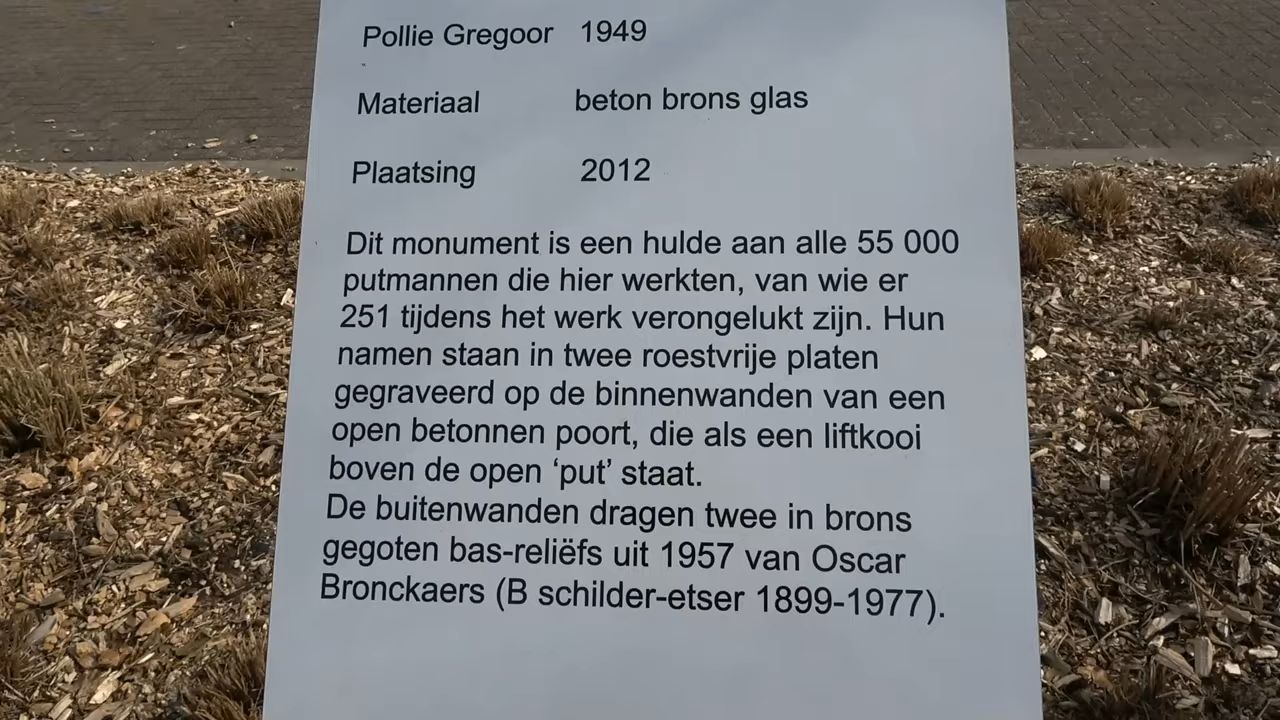 Pollie Gregoor 1949
Materiaal beton brons glas
Plaatsing 2012
Dit monument is een hulde aan alle 55 000
putmannen die hier werkten, van wie er
251 tijdens het werk verongelukt zijn. Hun
namen staan in twee roestvrije platen
gegraveerd op de binnenwanden van een
open betonnen poort, die als een liftkooi
boven de open ‘put’ staat.
De buitenwanden dragen twee in brons
gegoten bas-reliëfs uit 1957 van Oscar
Bronckaers (B schilder-etser 1899-1977).